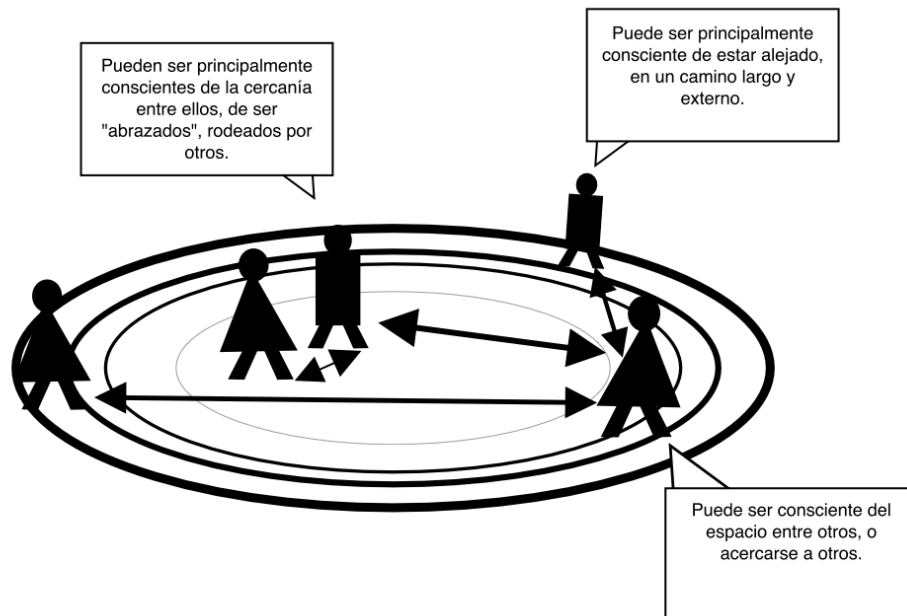 Pueden ser principalmente
conscientes de la cercanía
entre ellos, de ser
"abrazados", rodeados por
otros.
Puede ser principalmente
consciente de estar alejado,
en un camino largo y
externo.
Puede ser consciente del
espacio entre otros, o
acercarse a otros.